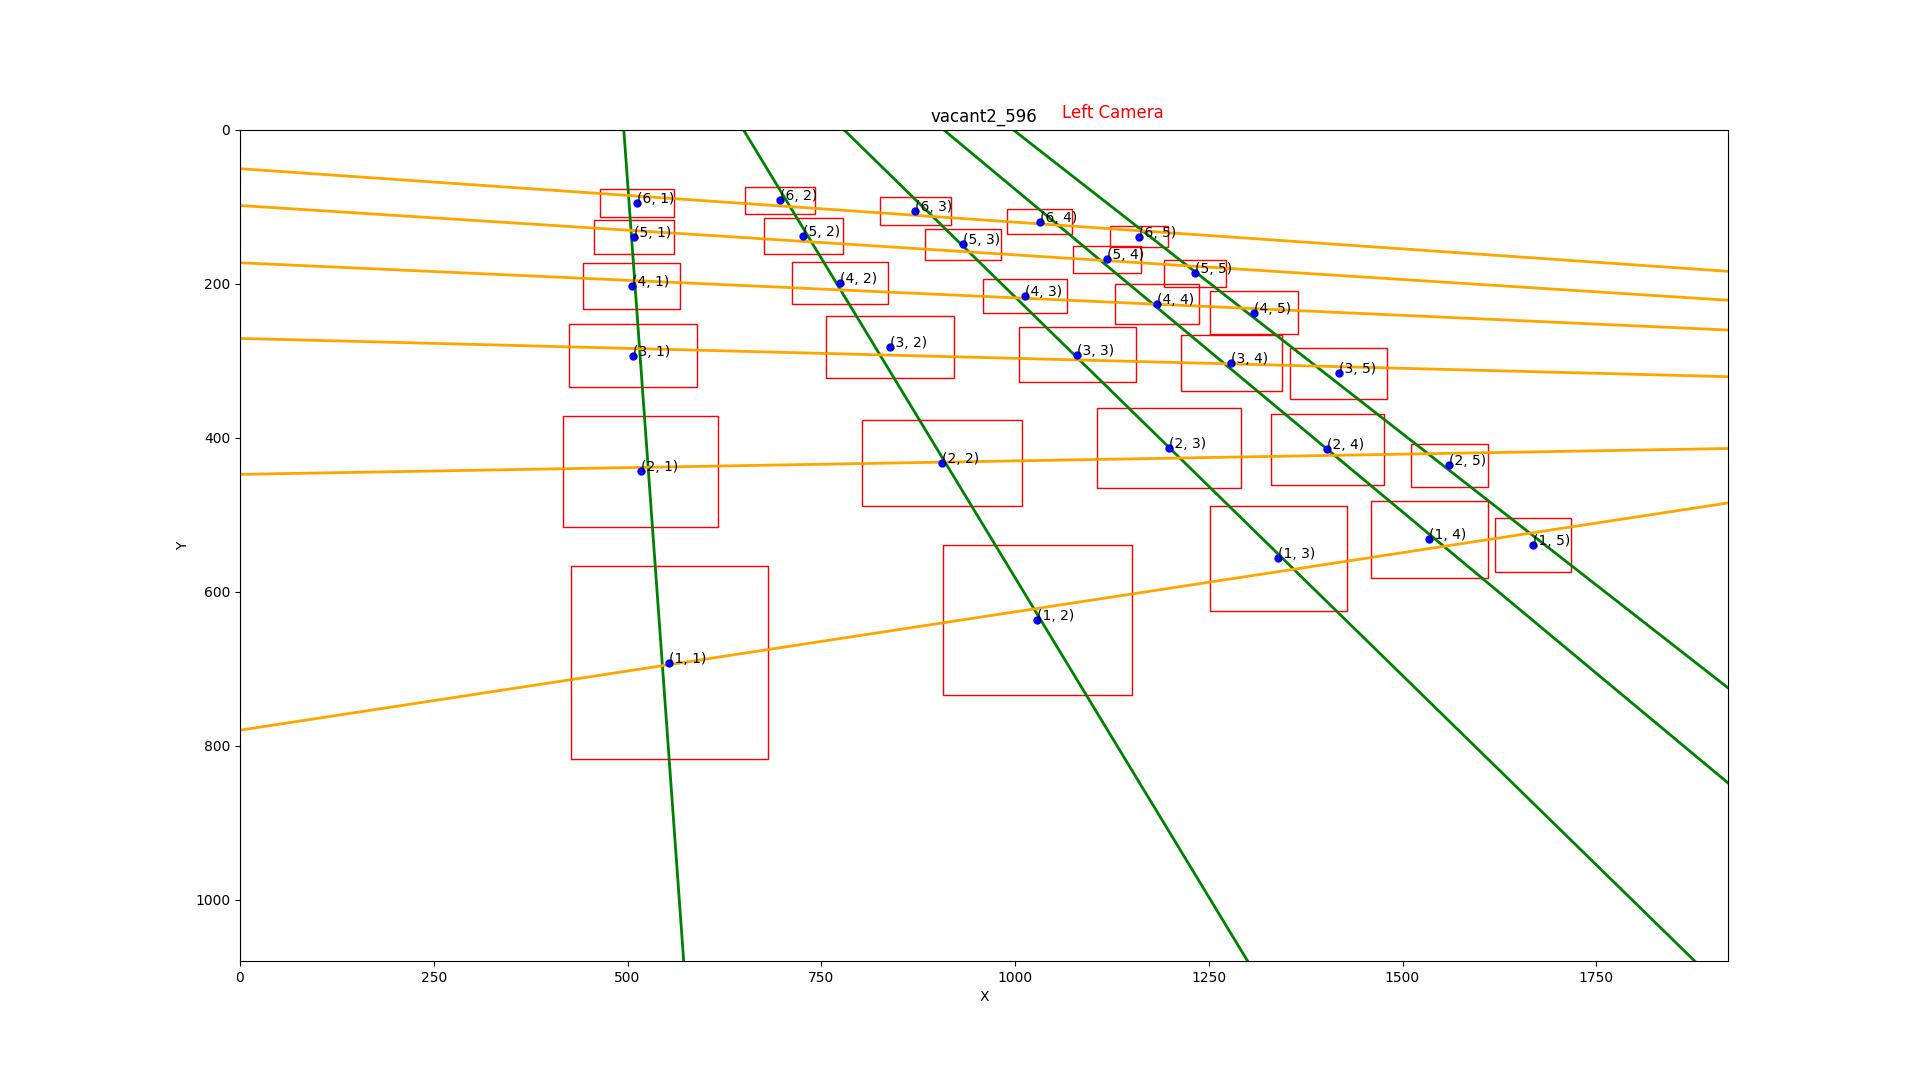 vacant2_596 Left Camera
0
(6, 1) (6, 2) (6, 3) (6, 4) (6, 5)
(5, 1) (5, 2) (5, 3) (5, 4) (5, 5)
200
(4, 1) (4, 2) (4, 3) (4, 4) (4, 5)
(3, 1) (3, 2) (3, 3) (3, 4) (3, 5)
400
(2, 1) (2, 2) (2, 3) (2, 4) (2, 5)
Y
(1, 1) (1, 2) (1, 3) (1, 4) (1, 5)
600
800
1000
0 250 500 750 1000 1250 1500 1750
X